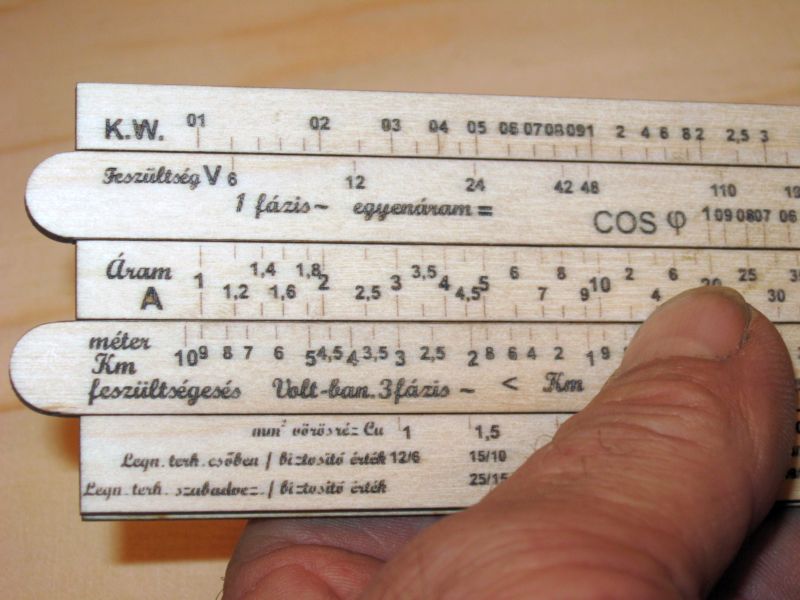 K.W. 01 02 03 04 05 06 07 08 09 1 2 4 6 8 2 2,5 3
Feszültség V 6 12 24 42 48 110
1 fázis ~ egyenáram = COS φ 1 09 08 07 06
Áram 1,4 1,8 3,5 6 8 2 6 25
A 1 1,2 1,6 2 2,5 3 4 4,5 5 7 9 10 4 20 30
méter
Km 10 9 8 7 6 5 4,5 4 3,5 3 2,5 2 8 6 4 2 1 9
feszültségesés Volt-ban. 3 fázis ~ < Km
mm² vörösréz Cu 1 1,5
Legn. terh. csőben / biztosító érték 12/6 15/10
Legn. terh. szabadvez. / biztosító érték 25/15